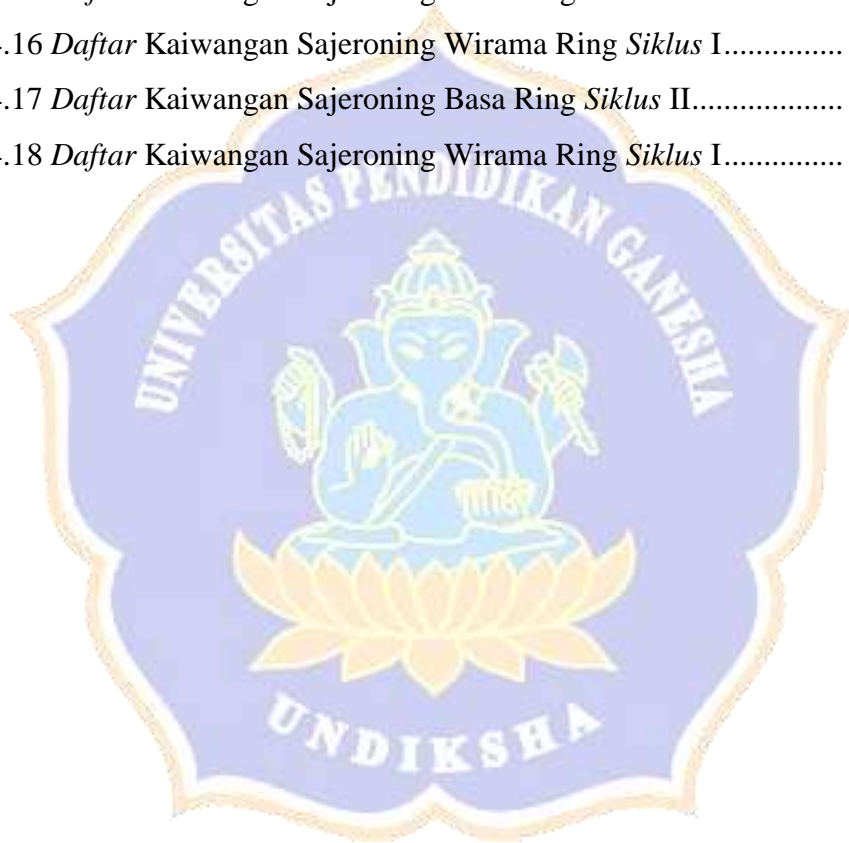 .16 Daftar Kaiwangan Sajeroning Wirama Ring Siklus I...............
.17 Daftar Kaiwangan Sajeroning Basa Ring Siklus II...................
.18 Daftar Kaiwangan Sajeroning Wirama Ring Siklus I...............
UNIVERSITAS PENDIDIKAN GANESHA
UNDIKSHA